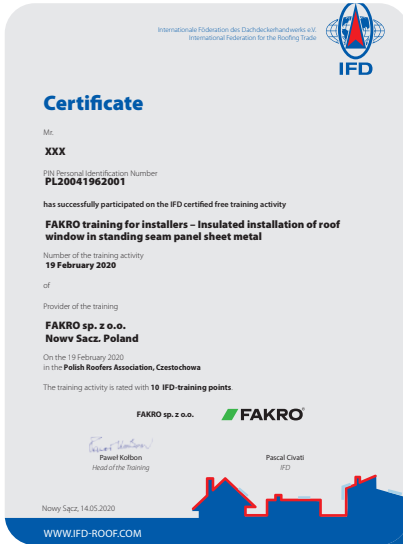 Internationale Föderation des Dachdeckerhandwerks e.V.
International Federation for the Roofing Trade
IFD
Certificate
Mr.
XXX
PIN Personal Identification Number
PL20041962001
has successfully participated on the IFD certified free training activity
FAKRO training for installers – Insulated installation of roof
window in standing seam panel sheet metal
Number of the training activity
19 February 2020
of
Provider of the training
FAKRO sp. z o.o.
Nowy Sącz, Poland
On the 19 February 2020
in the Polish Roofers Association, Czestochowa
The training activity is rated with 10 IFD-training points.
FAKRO sp. z o.o.
FAKRO®
Paweł Kołbon
Pascal Civati
Head of the Training
IFD
Nowy Sącz, 14.05.2020
WWW.IFD-ROOF.COM